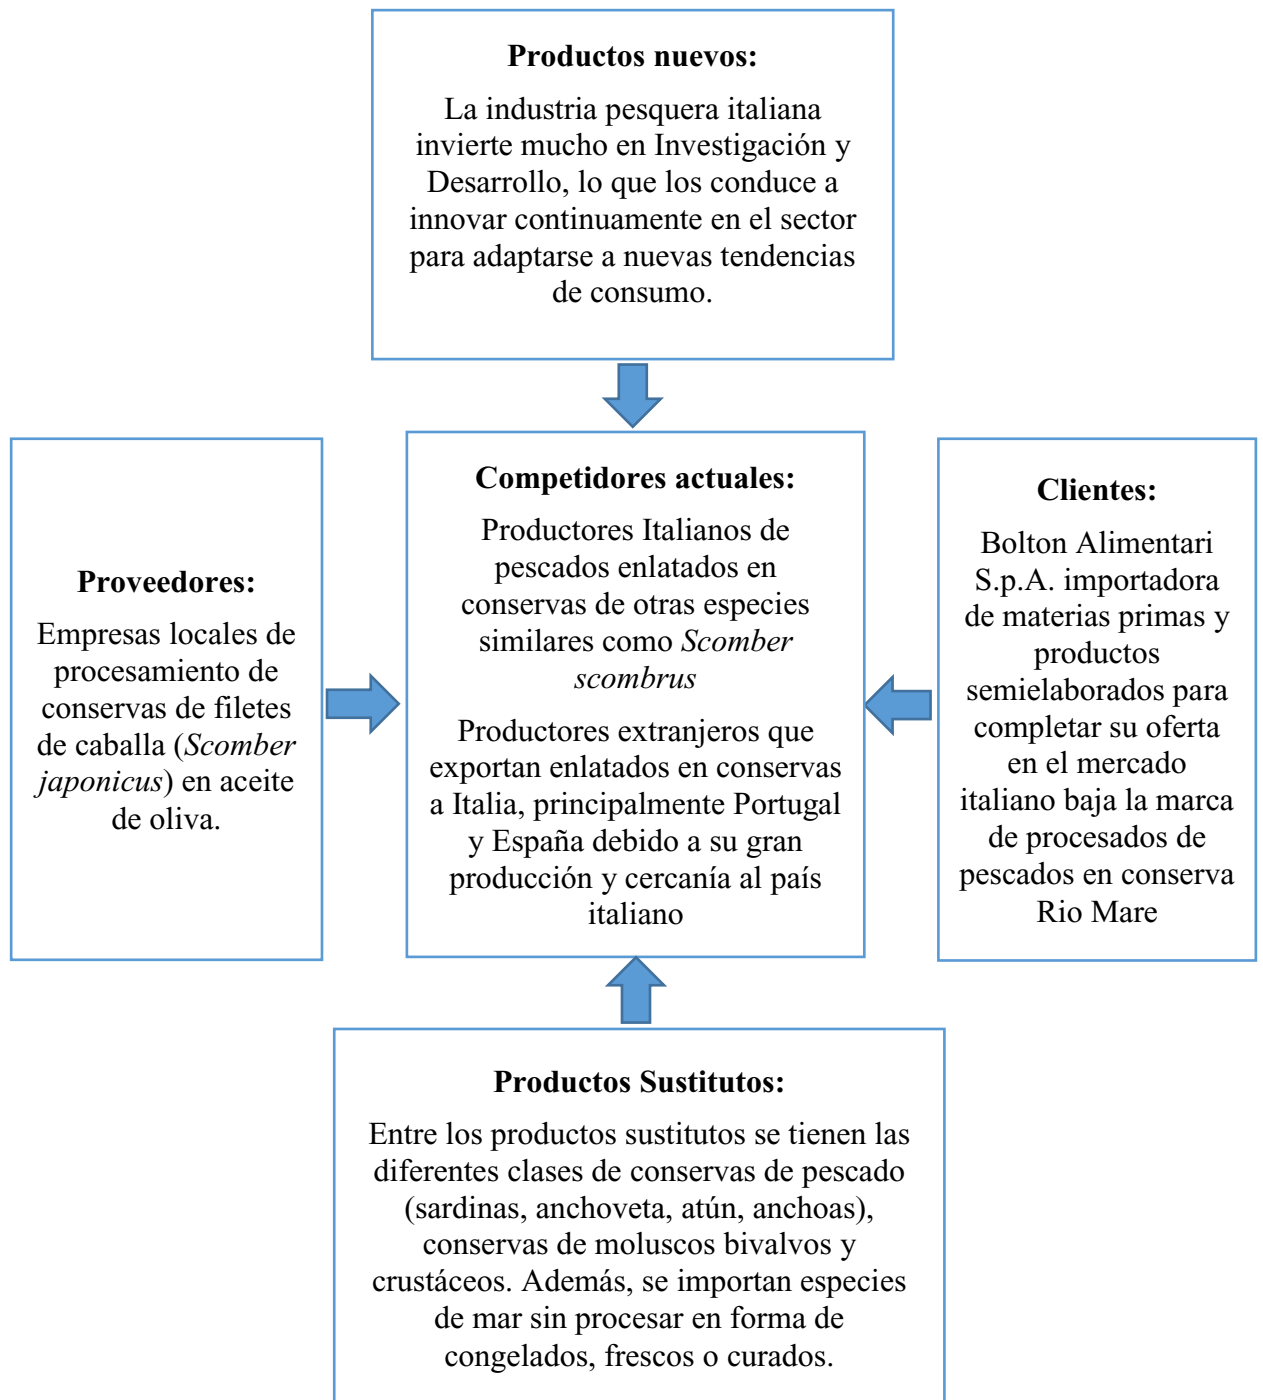 Productos nuevos:
La industria pesquera italiana
invierte mucho en Investigación y
Desarrollo, lo que los conduce a
innovar continuamente en el sector
para adaptarse a nuevas tendencias
de consumo.
Proveedores:
Empresas locales de
procesamiento de
conservas de filetes
de caballa (Scomber
japonicus) en aceite
de oliva.
Competidores actuales:
Productores Italianos de
pescados enlatados en
conservas de otras especies
similares como Scomber
scombrus
Productores extranjeros que
exportan enlatados en conservas
a Italia, principalmente Portugal
y España debido a su gran
producción y cercanía al país
italiano
Clientes:
Bolton Alimentari
S.p.A. importadora
de materias primas y
productos
semielaborados para
completar su oferta
en el mercado
italiano baja la marca
de procesados de
pescados en conserva
Rio Mare
Productos Sustitutos:
Entre los productos sustitutos se tienen las
diferentes clases de conservas de pescado
(sardinas, anchoveta, atún, anchoas),
conservas de moluscos bivalvos y
crustáceos. Además, se importan especies
de mar sin procesar en forma de
congelados, frescos o curados.